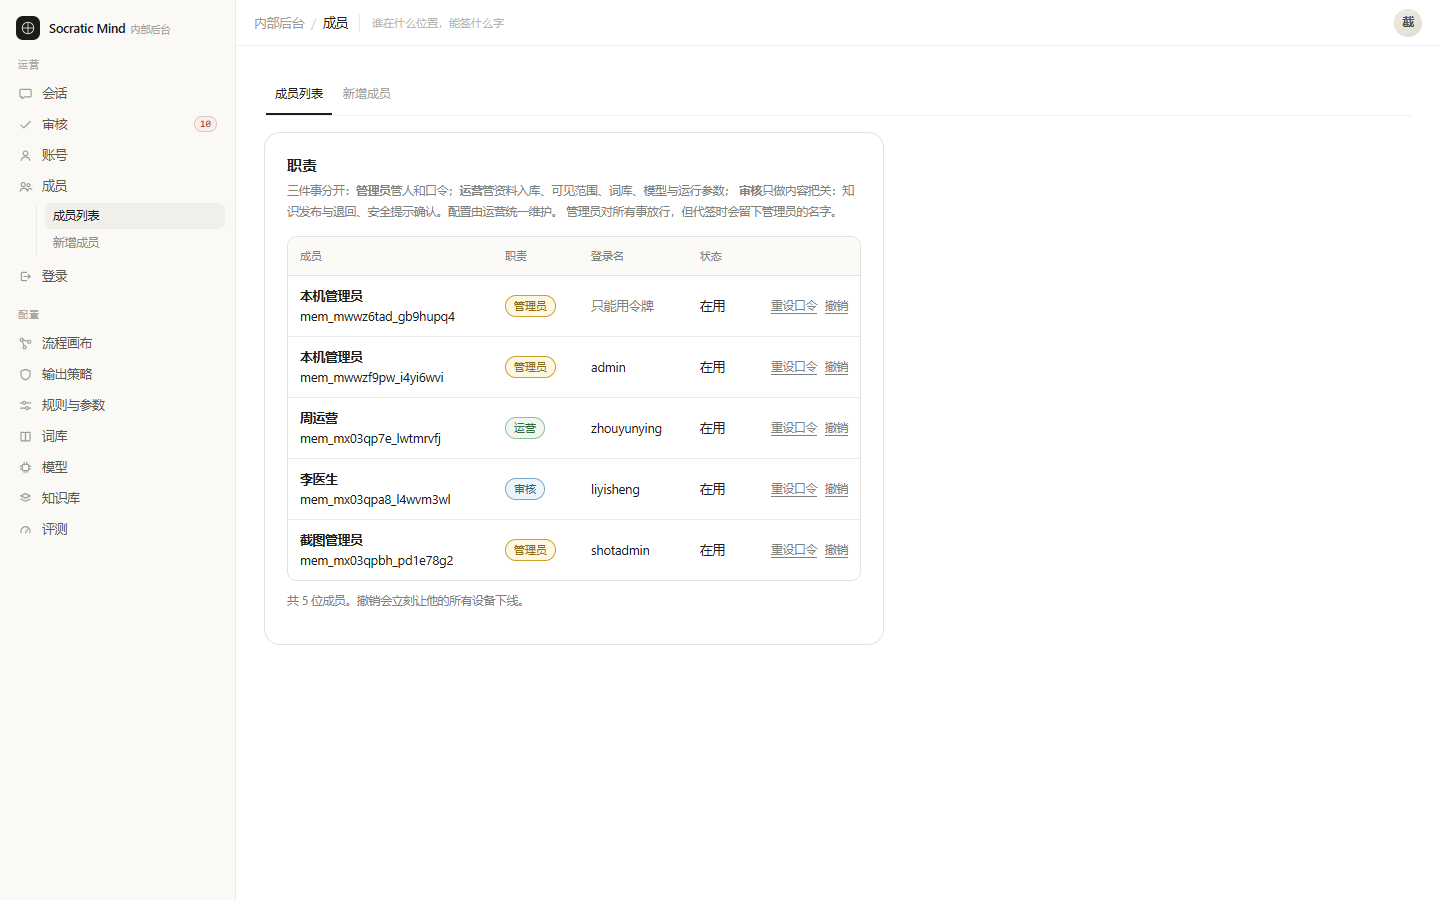 Socratic Mind 内部后台
运营
会话
审核 10
账号
成员
成员列表
新增成员
登录
配置
流程画布
输出策略
规则与参数
词库
模型
知识库
评测
内部后台 / 成员 谁在什么位置，能签什么字
截
成员列表 新增成员
职责
三件事分开：管理员管人和口令；运营管资料入库、可见范围、词库、模型与运行参数； 审核只做内容把关：知
识发布与退回、安全提示确认。配置由运营统一维护。 管理员对所有事放行，但代签时会留下管理员的名字。
成员 职责 登录名 状态
本机管理员
mem_mwwz6tad_gb9hupq4 管理员 只能用令牌 在用 重设口令 撤销
本机管理员
mem_mwwzf9pw_i4yi6wvi 管理员 admin 在用 重设口令 撤销
周运营
mem_mx03qp7e_lwtmrvfj 运营 zhouyunying 在用 重设口令 撤销
李医生
mem_mx03qpa8_l4wvm3wl 审核 liyisheng 在用 重设口令 撤销
截图管理员
mem_mx03qpbh_pd1e78g2 管理员 shotadmin 在用 重设口令 撤销
共 5 位成员。撤销会立刻让他的所有设备下线。